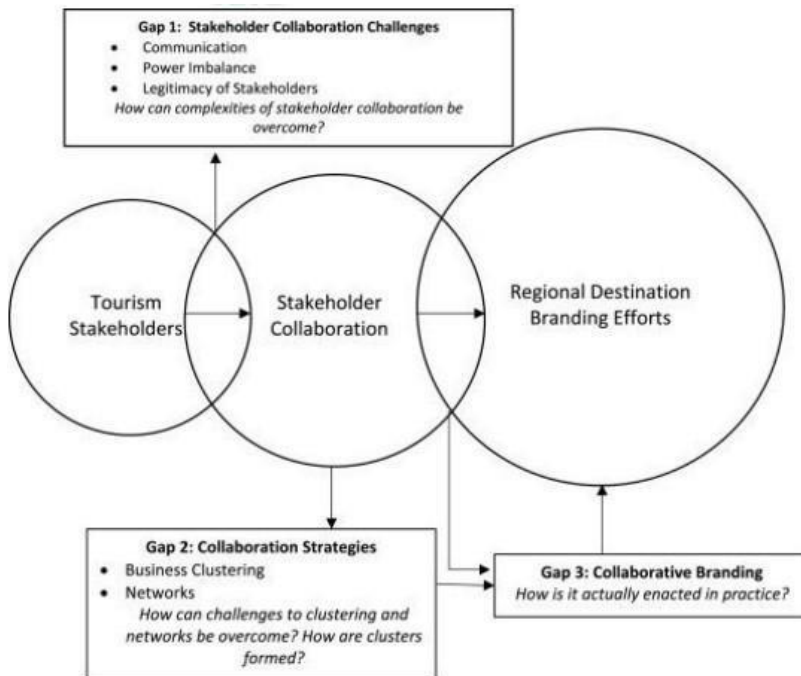 Gap 1: Stakeholder Collaboration Challenges
• Communication
• Power Imbalance
• Legitimacy of Stakeholders
How can complexities of stakeholder collaboration be
overcome?
Tourism
Stakeholders
Stakeholder
Collaboration
Regional Destination
Branding Efforts
Gap 2: Collaboration Strategies
• Business Clustering
• Networks
How can challenges to clustering and
networks be overcome? How are clusters
formed?
Gap 3: Collaborative Branding
How is it actually enacted in practice?